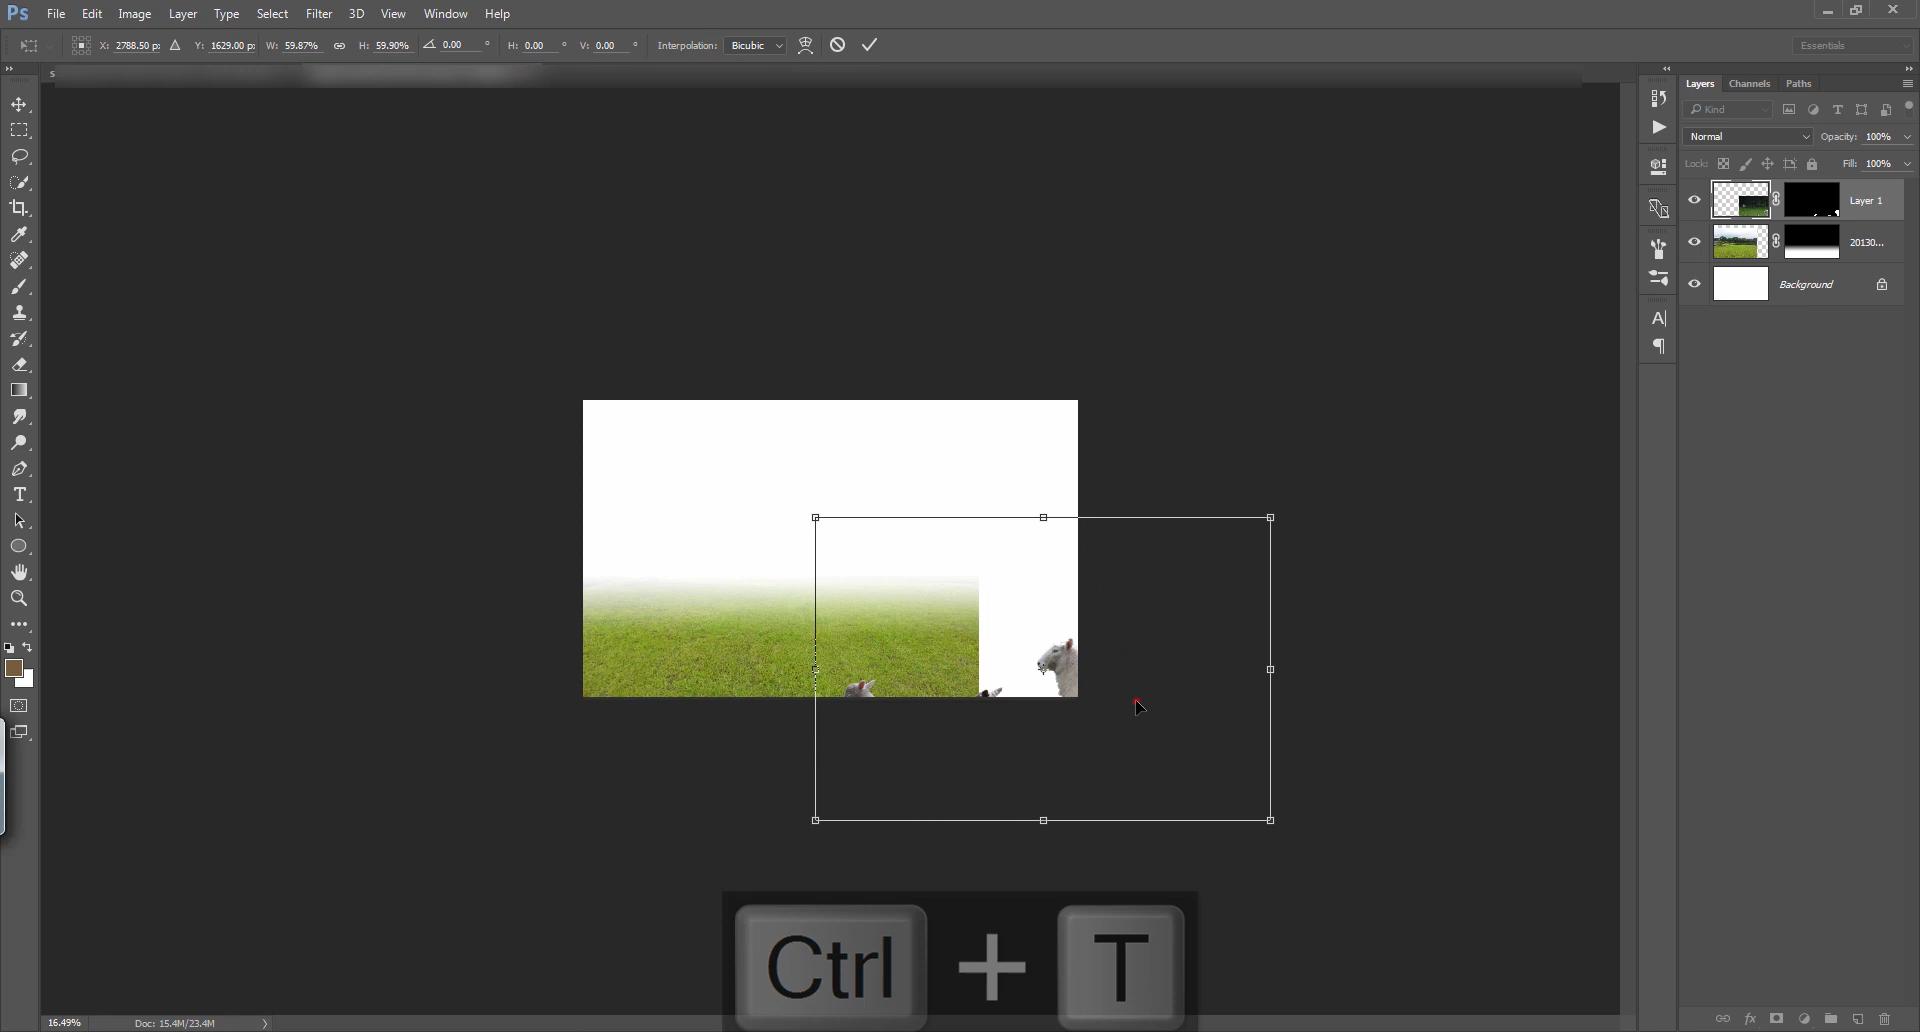 Ps File Edit Image Layer Type Select Filter 3D View Window Help
X: 2788.50 p: Y: 1629.00 p: W: 59.87% H: 59.90% 0.00 ° H: 0.00 ° V: 0.00 ° Interpolation: Bicubic Essentials
s
Layers Channels Paths
Kind
Normal Opacity: 100%
Lock: Fill: 100%
Layer 1
20130...
Background
Ctrl + T
16.49% Doc: 15.4M/23.4M